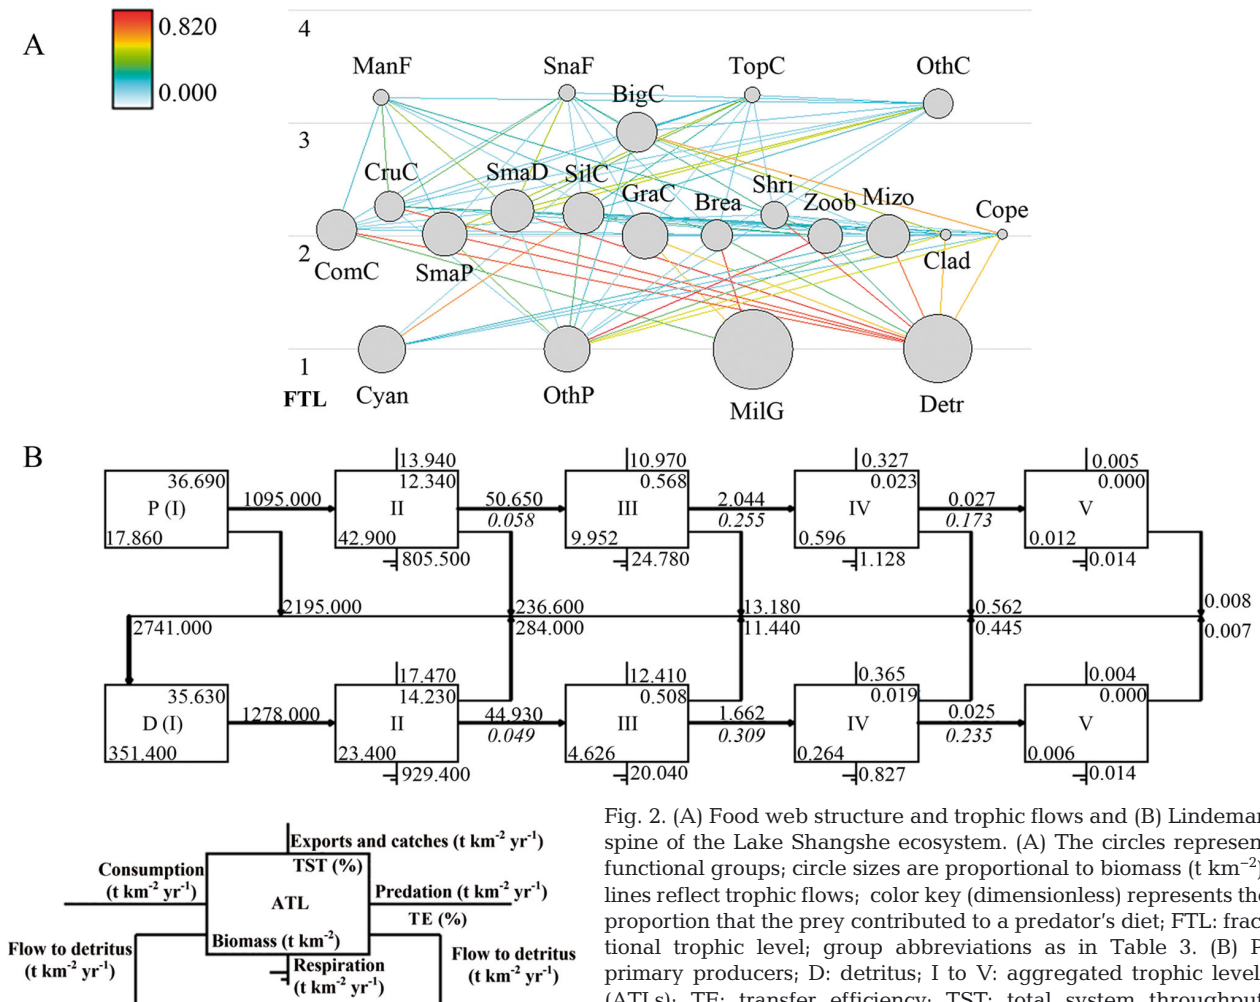 A
0.820
0.000
4
ManF SnaF TopC OthC
BigC
3
CruC SmaD SilC GraC Brea Shri Zoob Mizo Cope
2
ComC SmaP Clad
1
FTL Cyan OthP MilG Detr
B
13.940 10.970 0.327 0.005
36.690 12.340 0.568 0.023 0.000
P (I) 1095.000 II 50.650 III 2.044 IV 0.027 V
0.058 0.255 0.173
17.860 42.900 9.952 0.596 0.012
805.500 24.780 1.128 0.014
2195.000 236.600 13.180 0.562 0.008
2741.000 284.000 11.440 0.445 0.007
17.470 12.410 0.365 0.004
35.630 14.230 0.508 0.019 0.000
D (I) 1278.000 II 44.930 III 1.662 IV 0.025 V
0.049 0.309 0.235
351.400 23.400 4.626 0.264 0.006
929.400 20.040 0.827 0.014
Exports and catches (t km⁻² yr⁻¹)
Consumption
(t km⁻² yr⁻¹)
TST (%)
ATL
Predation (t km⁻² yr⁻¹)
TE (%)
Biomass (t km⁻²)
Flow to detritus
(t km⁻² yr⁻¹)
Respiration
(t km⁻² yr⁻¹)
Flow to detritus
(t km⁻² yr⁻¹)
Fig. 2. (A) Food web structure and trophic flows and (B) Lindeman
spine of the Lake Shangshe ecosystem. (A) The circles represen
functional groups; circle sizes are proportional to biomass (t km⁻²)
lines reflect trophic flows; color key (dimensionless) represents the
proportion that the prey contributed to a predator's diet; FTL: frac
tional trophic level; group abbreviations as in Table 3. (B) P
primary producers; D: detritus; I to V: aggregated trophic level
(ATLs); TE: transfer efficiency; TST: total system throughput